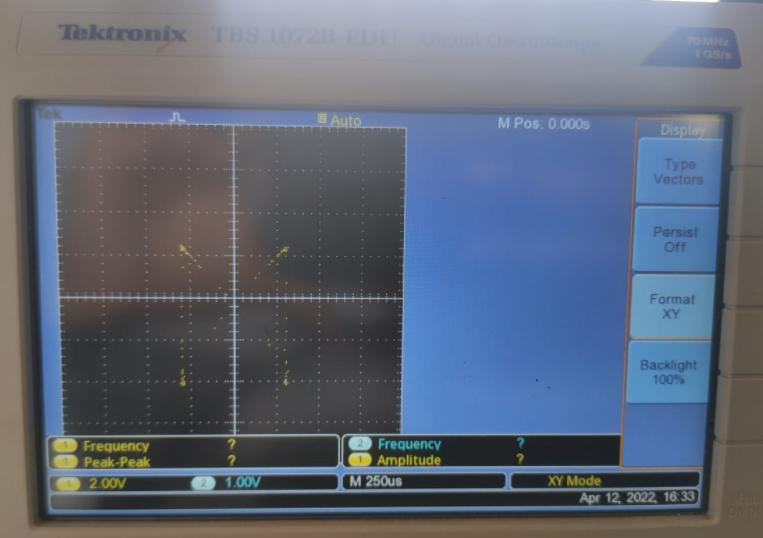 Tektronix TBS 1072B-EDU Digital Oscilloscope
70 MHz
1 GS/s
Tek Auto M Pos: 0.000s
Display
Type
Vectors
Persist
Off
Format
XY
Backlight
100%
1 Frequency ?
2 Frequency ?
1 Peak-Peak ?
1 Amplitude ?
1 2.00V 2 1.00V M 250us XY Mode
Apr 12, 2022, 16:33